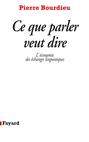 Pierre Bourdieu
Ce que parler
veut dire
L'économie
des échanges linguistiques
Fayard